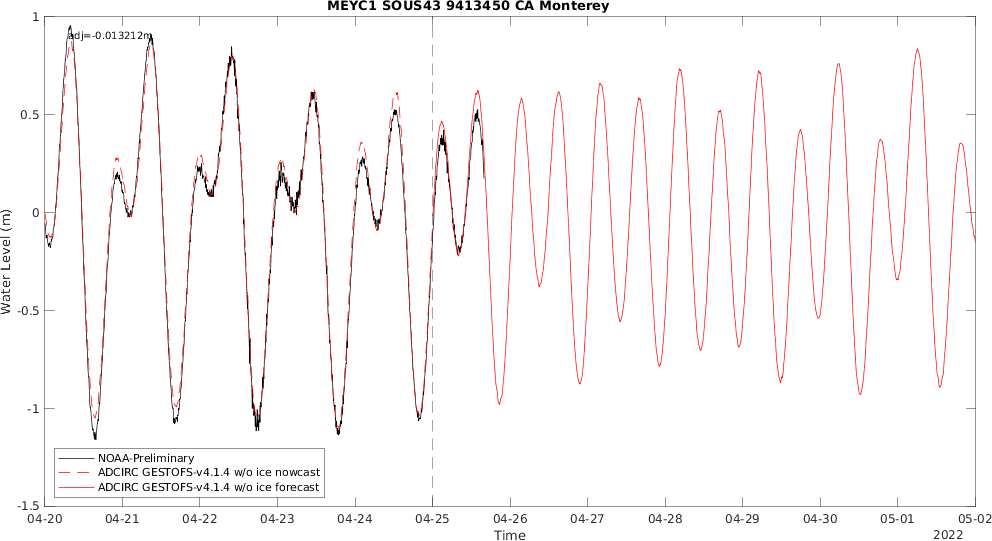 MEYC1 SOUS43 9413450 CA Monterey
adj=-0.013212m
1
0.5
0
-0.5
-1
-1.5
Water Level (m)
NOAA-Preliminary
ADCIRC GESTOFS-v4.1.4 w/o ice nowcast
ADCIRC GESTOFS-v4.1.4 w/o ice forecast
04-20 04-21 04-22 04-23 04-24 04-25 04-26 04-27 04-28 04-29 04-30 05-01 05-02
Time
2022